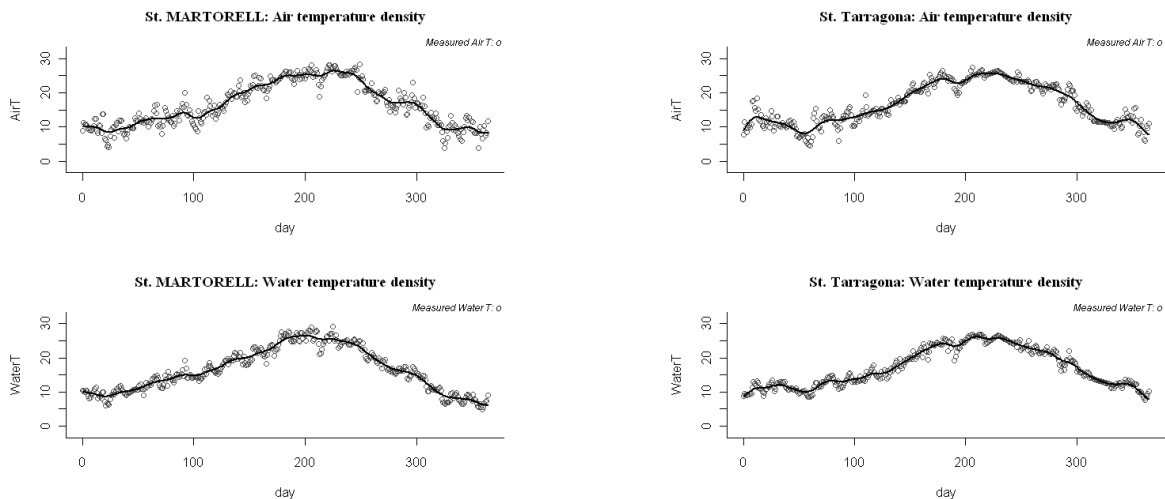 St. MARTORELL: Air temperature density
Measured Air T: o
AirT
30
20
10
0
0 100 200 300
day
St. Tarragona: Air temperature density
Measured Air T: o
AirT
30
20
10
0
0 100 200 300
day
St. MARTORELL: Water temperature density
Measured Water T: o
WaterT
30
20
10
0
0 100 200 300
day
St. Tarragona: Water temperature density
Measured Water T: o
WaterT
30
20
10
0
0 100 200 300
day